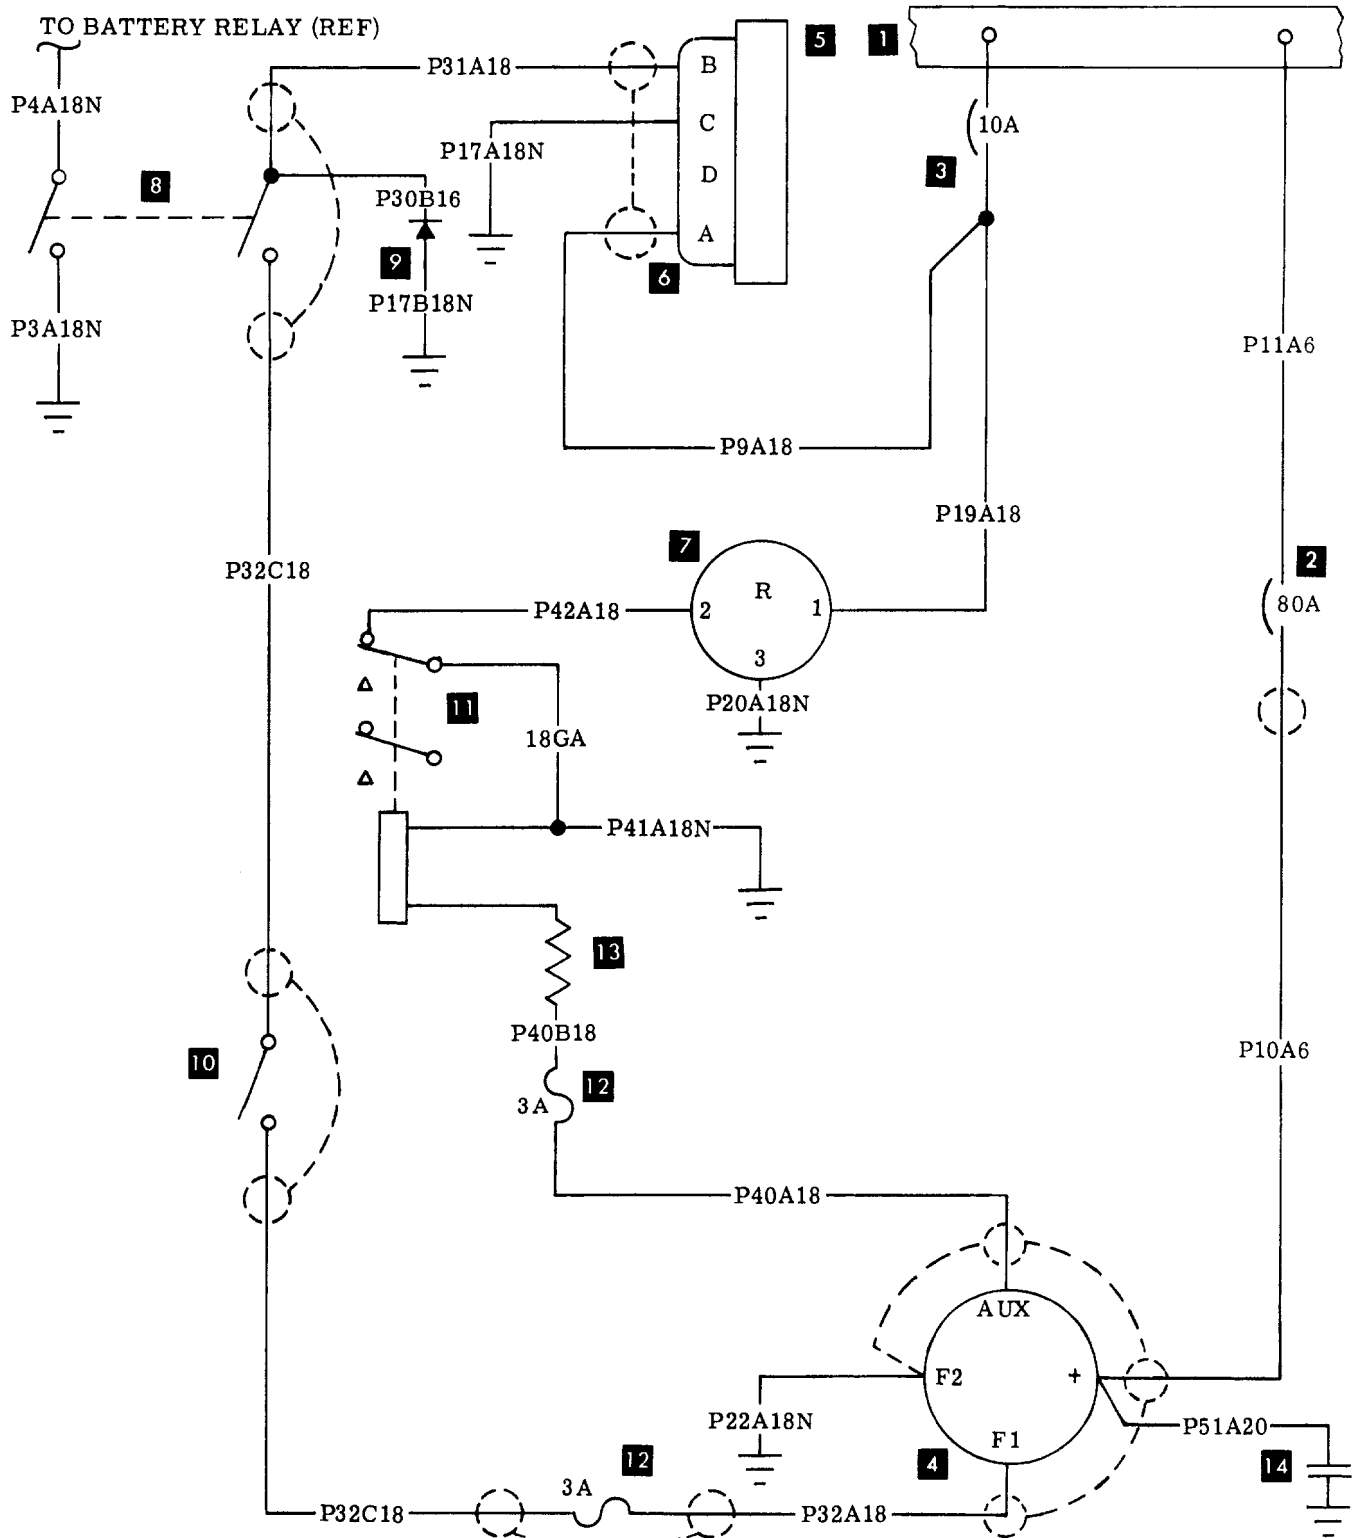 TO BATTERY RELAY (REF)
5
1
P31A18
B
P4A18N
C
10A
P17A18N
3
D
8
P30B16
A
9
6
P17B18N
P3A18N
P11A6
P9A18
P19A18
7
2
P32C18
R
P42A18
2
1
80A
3
Δ
11
P20A18N
18GA
Δ
P41A18N
13
P40B18
10
P10A6
12
3A
P40A18
AUX
F2
+
P22A18N
P51A20
F1
12
4
14
3A
P32C18
P32A18